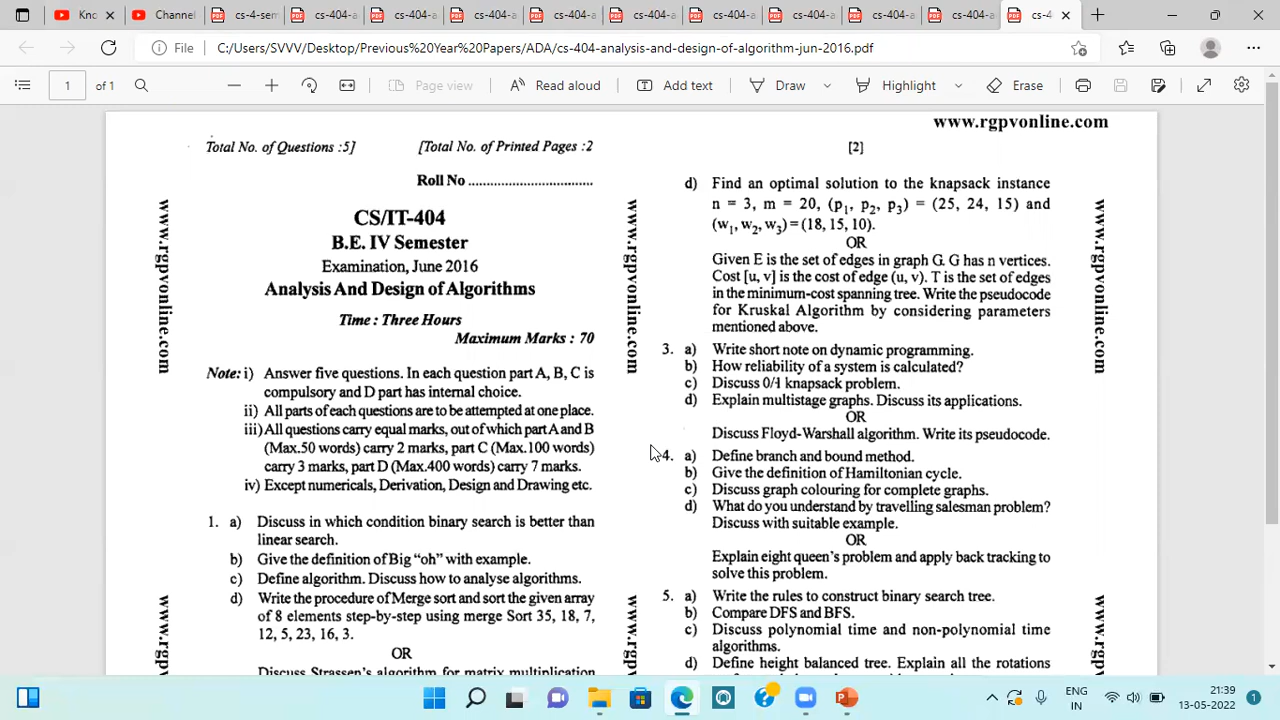 Knc
Channel
cs-4-sem
cs-404-a
cs-404-a
cs-404-a
cs-404-a
cs-404-a
cs-404-a
cs-404-a
cs-404-a
cs-404-a
cs-4
File
C:/Users/SVVV/Desktop/Previous%20Year%20Papers/ADA/cs-404-analysis-and-design-of-algorithm-jun-2016.pdf
1 of 1
Page view
Read aloud
Add text
Draw
Highlight
Erase
www.rgpvonline.com
Total No. of Questions :5] [Total No. of Printed Pages :2
Roll No ..................................
CS/IT-404
B.E. IV Semester
Examination, June 2016
Analysis And Design of Algorithms
Time : Three Hours
Maximum Marks : 70
Note: i) Answer five questions. In each question part A, B, C is
compulsory and D part has internal choice.
ii) All parts of each questions are to be attempted at one place.
iii) All questions carry equal marks, out of which part A and B
(Max.50 words) carry 2 marks, part C (Max.100 words)
carry 3 marks, part D (Max.400 words) carry 7 marks.
iv) Except numericals, Derivation, Design and Drawing etc.
1. a) Discuss in which condition binary search is better than
linear search.
b) Give the definition of Big “oh” with example.
c) Define algorithm. Discuss how to analyse algorithms.
d) Write the procedure of Merge sort and sort the given array
of 8 elements step-by-step using merge Sort 35, 18, 7,
12, 5, 23, 16, 3.
OR
Discuss Strassen's algorithm for matrix multiplication
www.rgpvonline.com
www.rgpvonline.com
www.rgpvonline.com
[2]
d) Find an optimal solution to the knapsack instance
n = 3, m = 20, (p1, p2, p3) = (25, 24, 15) and
(w1, w2, w3) = (18, 15, 10).
OR
Given E is the set of edges in graph G. G has n vertices.
Cost [u, v] is the cost of edge (u, v). T is the set of edges
in the minimum-cost spanning tree. Write the pseudocode
for Kruskal Algorithm by considering parameters
mentioned above.
3. a) Write short note on dynamic programming.
b) How reliability of a system is calculated?
c) Discuss 0/1 knapsack problem.
d) Explain multistage graphs. Discuss its applications.
OR
Discuss Floyd-Warshall algorithm. Write its pseudocode.
4. a) Define branch and bound method.
b) Give the definition of Hamiltonian cycle.
c) Discuss graph colouring for complete graphs.
d) What do you understand by travelling salesman problem?
Discuss with suitable example.
OR
Explain eight queen's problem and apply back tracking to
solve this problem.
5. a) Write the rules to construct binary search tree.
b) Compare DFS and BFS.
c) Discuss polynomial time and non-polynomial time
algorithms.
d) Define height balanced tree. Explain all the rotations
ENG
IN
21:39
13-05-2022
1